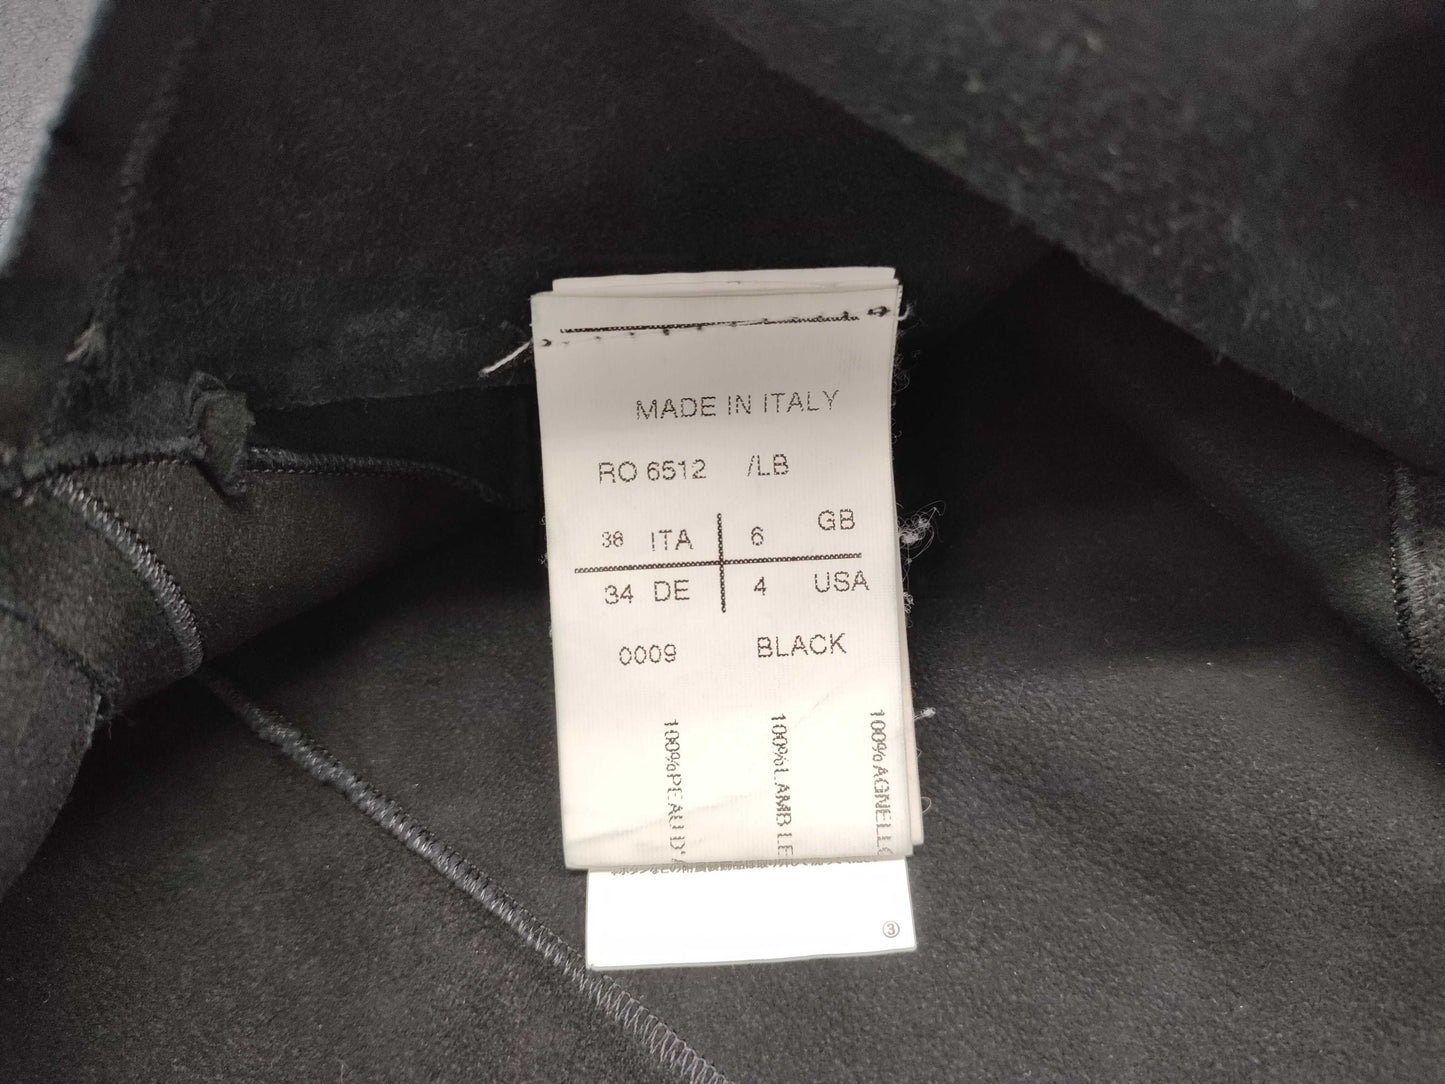 MADE IN ITALY
RO 6512 /LB
38 ITA 6 GB
34 DE 4 USA
0009 BLACK
100% AGNELLO
100% LAMB LE
100% PEAU D'A
③